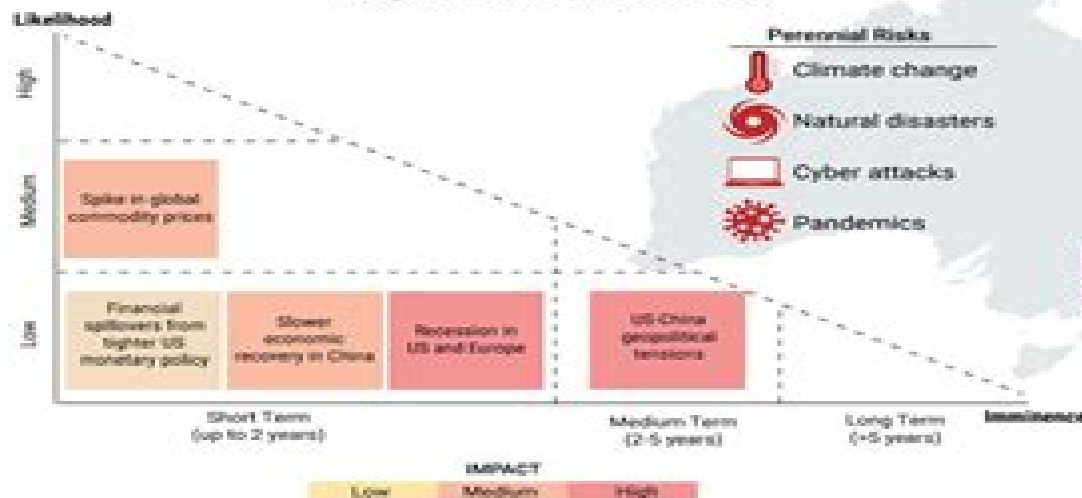 Likelihood
Perennial Risks
High
Climate change
Natural disasters
Medium
Spike in global
commodity prices
Cyber attacks
Pandemics
Low
Financial
spillovers from
tighter US
monetary policy
Slower
economic
recovery in China
Recession in
US and Europe
US-China
geopolitical
tensions
Short Term
(up to 2 years)
Medium Term
(2-5 years)
Long Term
(+5 years)
Imminence
IMPACT
Low
Medium
High